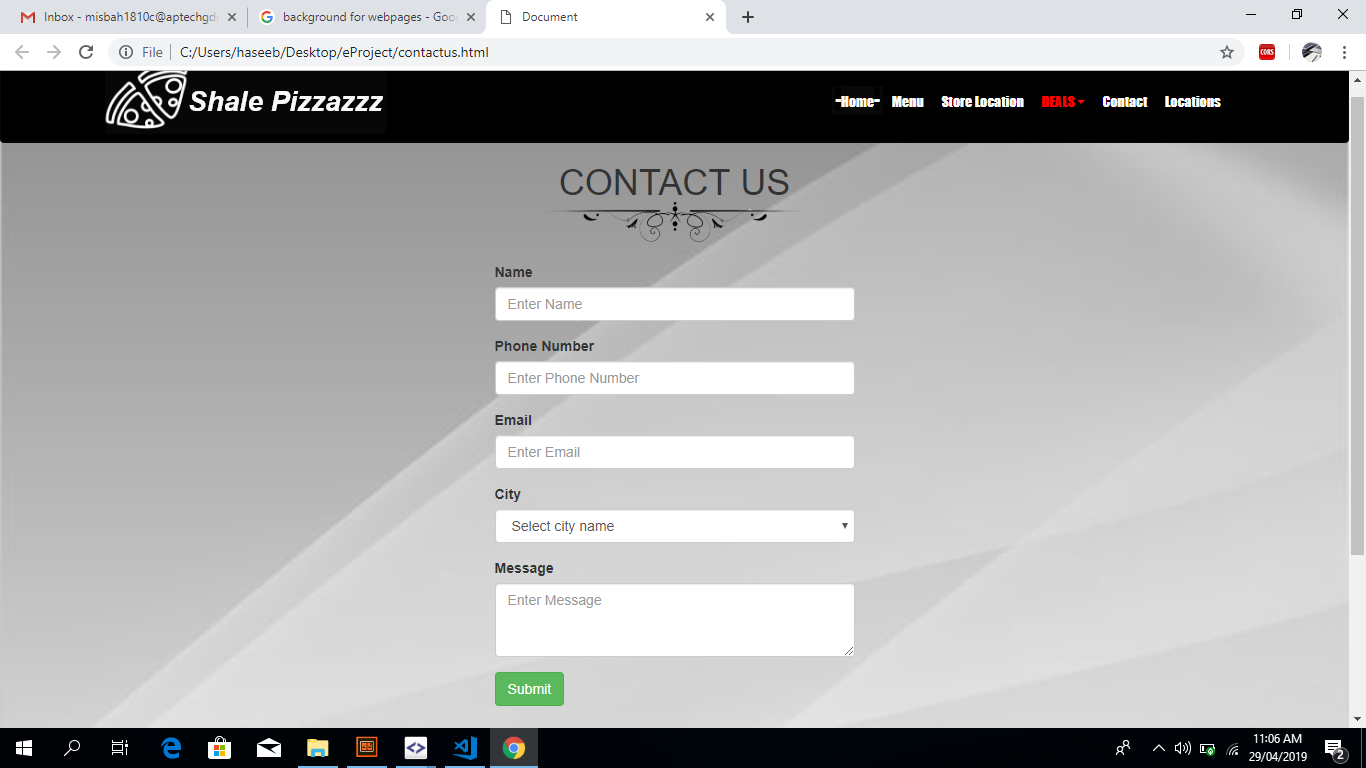 Inbox - misbah1810c@aptechgd
background for webpages - Goo
Document
File
C:/Users/haseeb/Desktop/eProject/contactus.html
CORS
Shale Pizzazzz
-Home-
Menu
Store Location
DEALS
Contact
Locations
CONTACT US
Name
Enter Name
Phone Number
Enter Phone Number
Email
Enter Email
City
Select city name
Message
Enter Message
Submit
11:06 AM
29/04/2019
2